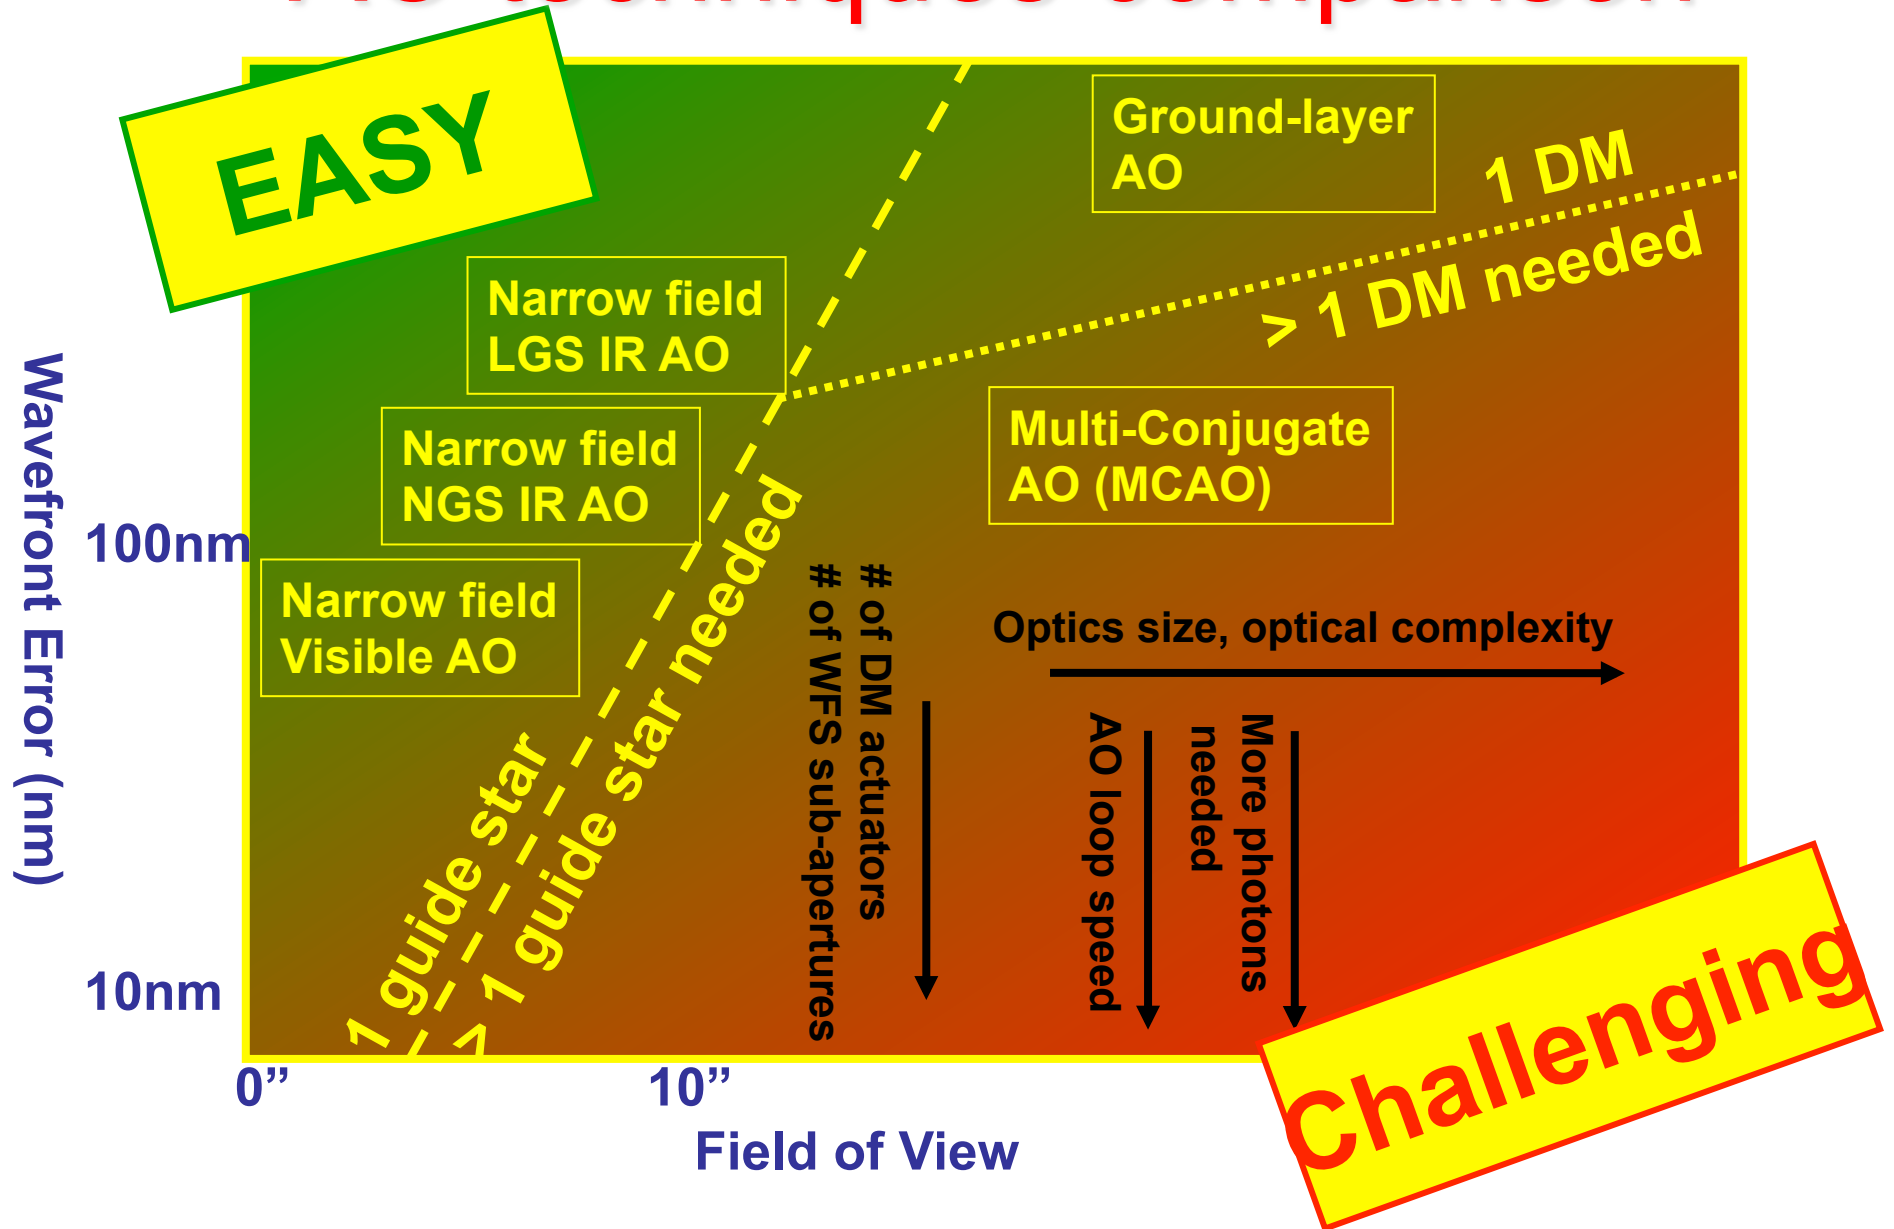 AO techniques comparison
EASY
Ground-layer
AO
1 DM
> 1 DM needed
Narrow field
LGS IR AO
Narrow field
NGS IR AO
Multi-Conjugate
AO (MCAO)
Wavefront Error (nm)
100nm
Narrow field
Visible AO
1 guide star
> 1 guide star needed
# of DM actuators
# of WFS sub-apertures
Optics size, optical complexity
AO loop speed
More photons
needed
10nm
Challenging
0”
10”
Field of View